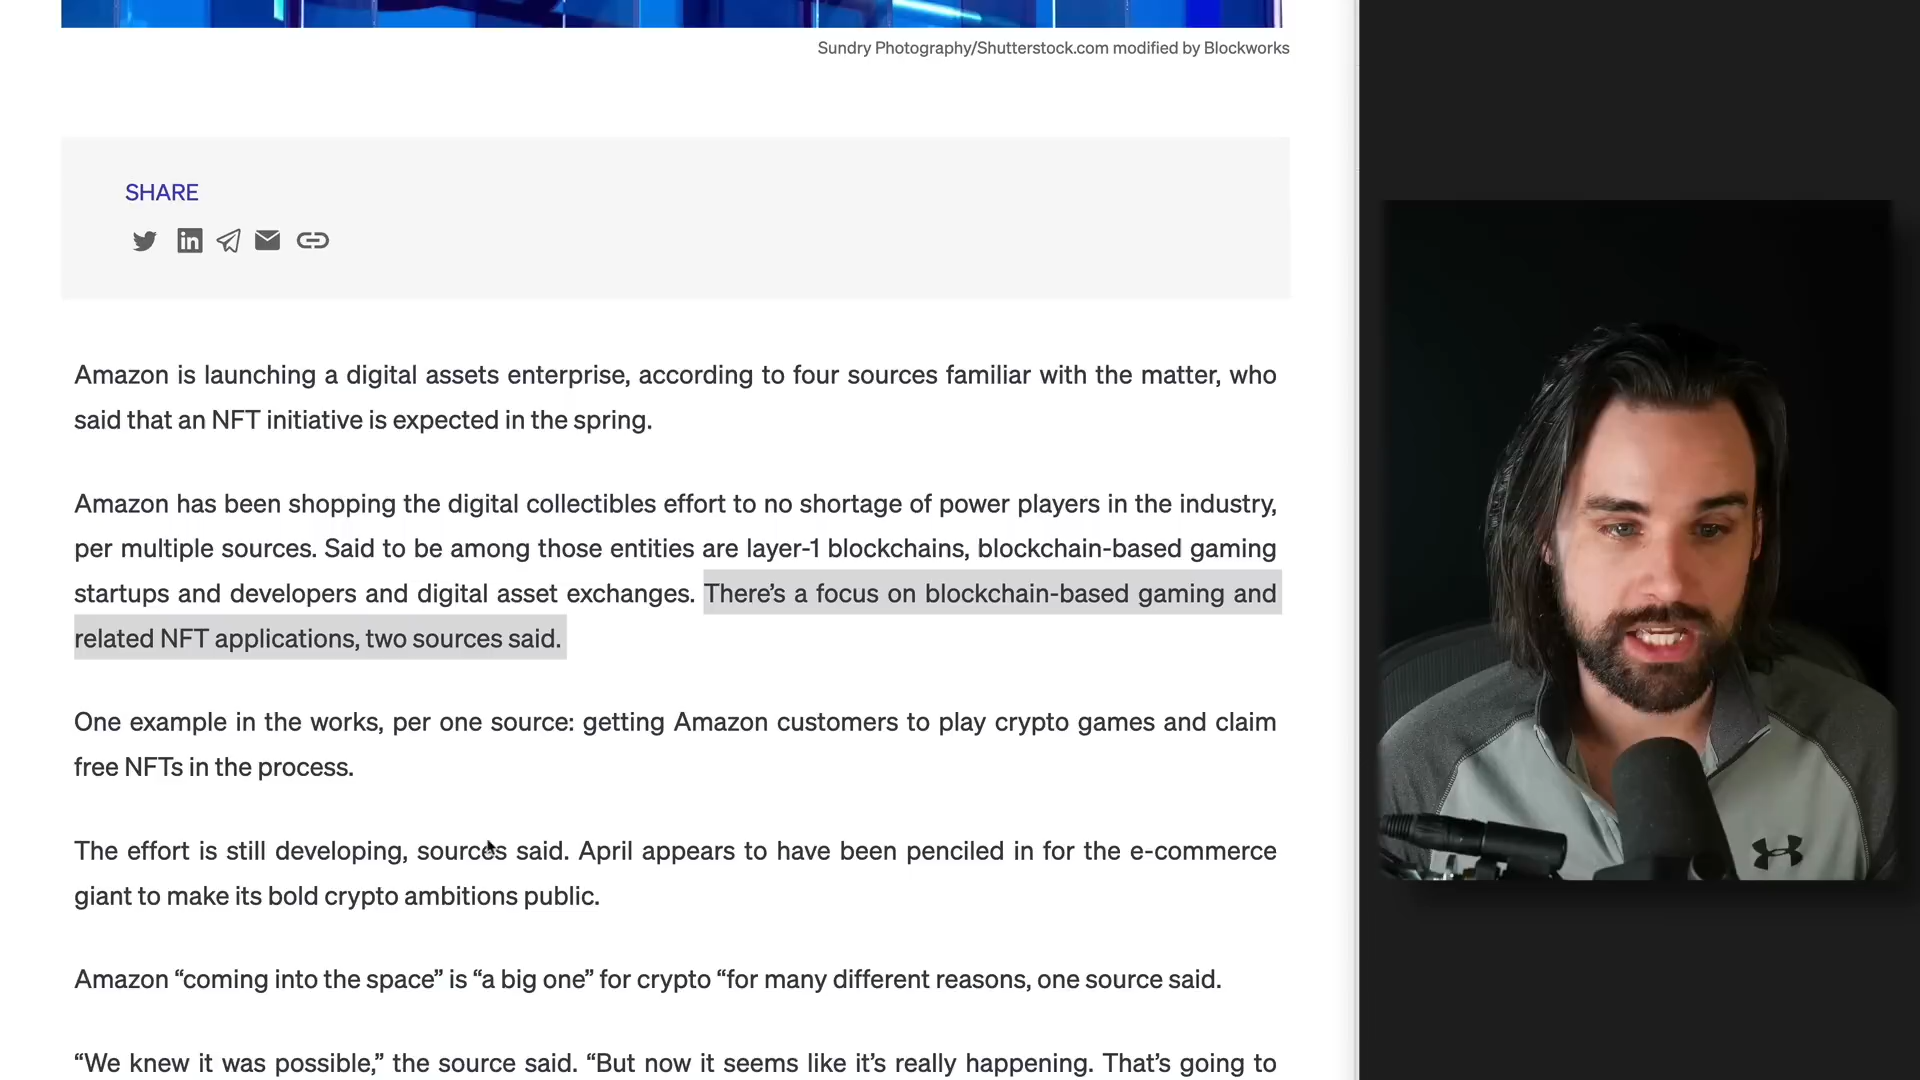 Sundry Photography/Shutterstock.com modified by Blockworks
SHARE
Amazon is launching a digital assets enterprise, according to four sources familiar with the matter, who
said that an NFT initiative is expected in the spring.
Amazon has been shopping the digital collectibles effort to no shortage of power players in the industry,
per multiple sources. Said to be among those entities are layer-1 blockchains, blockchain-based gaming
startups and developers and digital asset exchanges. There’s a focus on blockchain-based gaming and
related NFT applications, two sources said.
One example in the works, per one source: getting Amazon customers to play crypto games and claim
free NFTs in the process.
The effort is still developing, sources said. April appears to have been penciled in for the e-commerce
giant to make its bold crypto ambitions public.
Amazon “coming into the space” is “a big one” for crypto “for many different reasons, one source said.
“We knew it was possible,” the source said. “But now it seems like it’s really happening. That’s going to